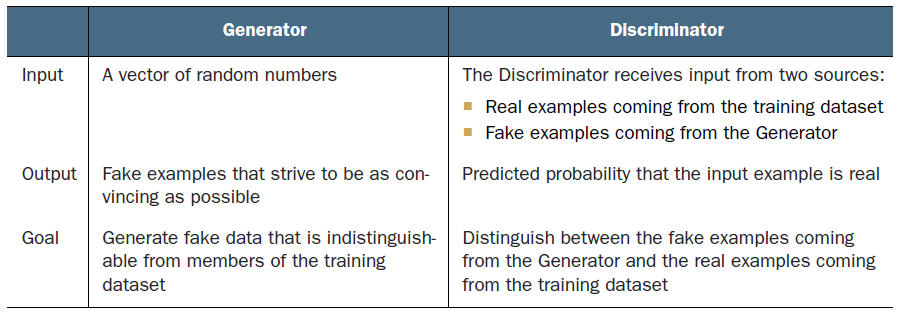 Generator
Discriminator
Input
A vector of random numbers
The Discriminator receives input from two sources:
■ Real examples coming from the training dataset
■ Fake examples coming from the Generator
Output
Fake examples that strive to be as con-
vincing as possible
Predicted probability that the input example is real
Goal
Generate fake data that is indistinguish-
able from members of the training
dataset
Distinguish between the fake examples coming
from the Generator and the real examples coming
from the training dataset